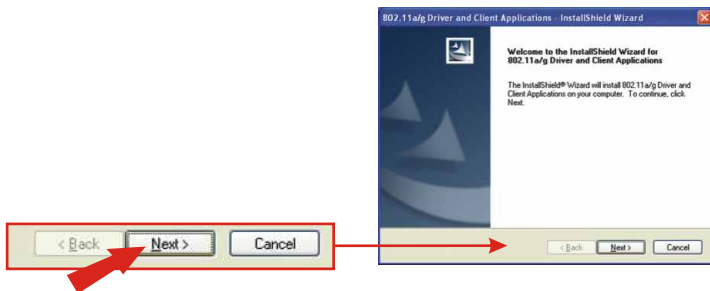 802.11a/g Driver and Client Applications - InstallShield Wizard
Welcome to the InstallShield Wizard for
802.11a/g Driver and Client Applications
The InstallShield® Wizard will install 802.11a/g Driver and
Client Applications on your computer. To continue, click
Next.
< Back Next > Cancel
< Back Next > Cancel